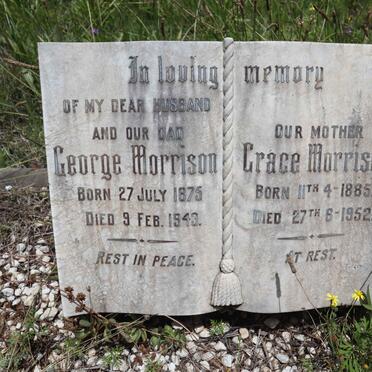 In loving memory
OF MY DEAR HUSBAND
AND OUR DAD
George Morrison
BORN 27 JULY 1875
DIED 9 FEB. 1943.
REST IN PEACE.
OUR MOTHER
Grace
BORN 11TH 4-1885
DIED 27TH 6-1952
AT REST.